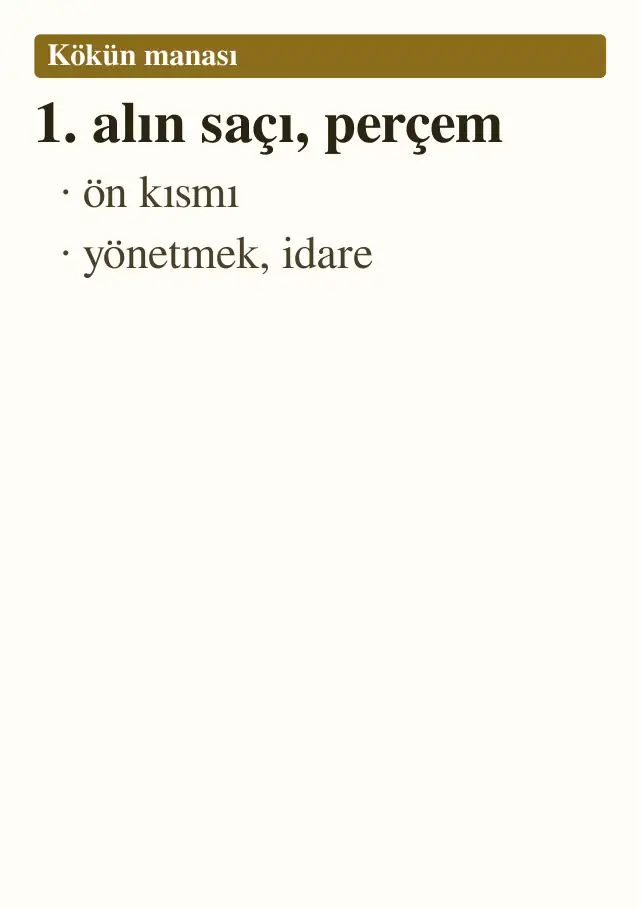 Kökün manası
1. alın saçı, perçem
· ön kısmı
· yönetmek, idare